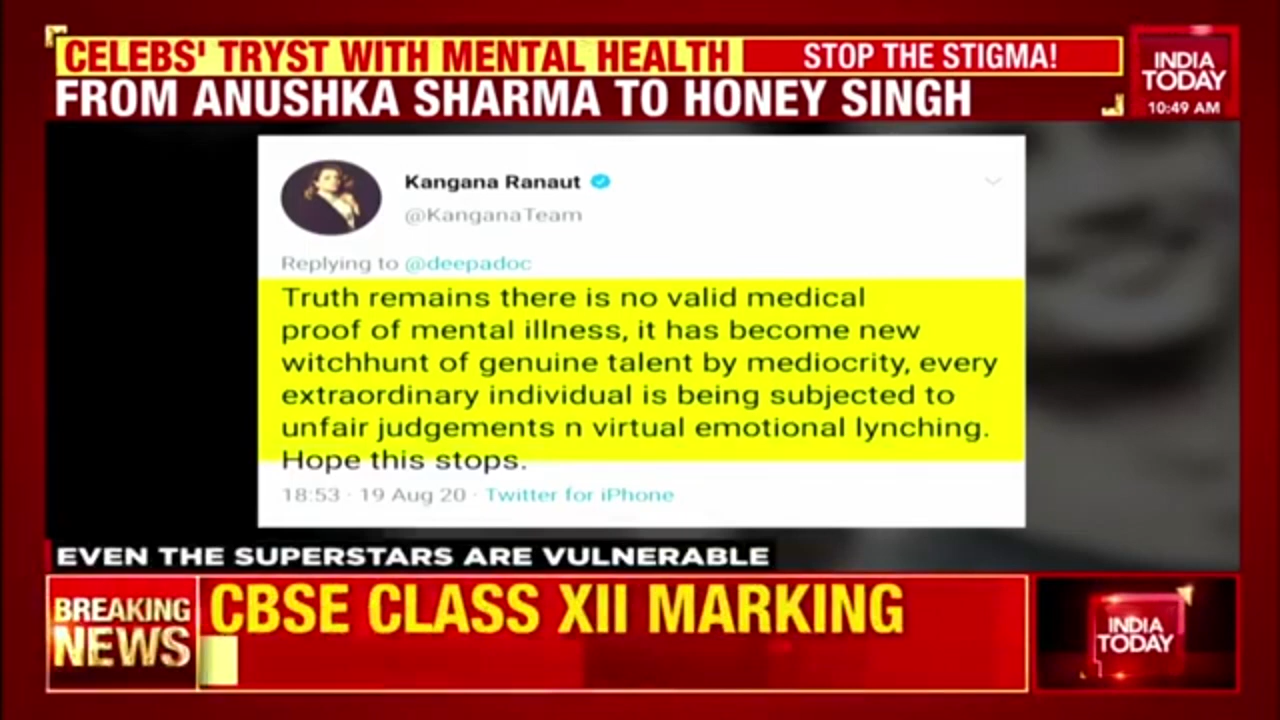 CELEBS' TRYST WITH MENTAL HEALTH
STOP THE STIGMA!
FROM ANUSHKA SHARMA TO HONEY SINGH
INDIA
TODAY
10:49 AM
Kangana Ranaut
@KanganaTeam
Replying to @deepadoc
Truth remains there is no valid medical
proof of mental illness, it has become new
witchhunt of genuine talent by mediocrity, every
extraordinary individual is being subjected to
unfair judgements n virtual emotional lynching.
Hope this stops.
18:53 · 19 Aug 20 · Twitter for iPhone
EVEN THE SUPERSTARS ARE VULNERABLE
BREAKING
NEWS
CBSE CLASS XII MARKING
INDIA
TODAY